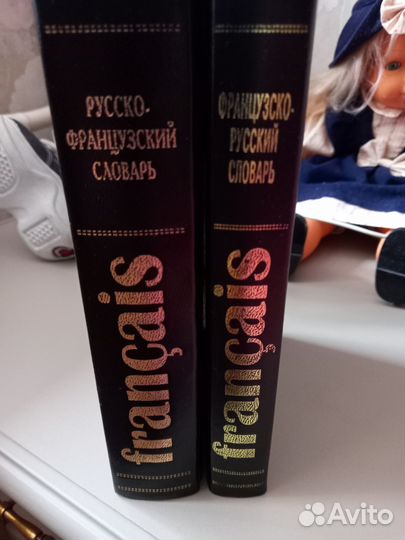 РУССКО-
ФРАНЦУЗСКИЙ
СЛОВАРЬ
français
ФРАНЦУЗСКО-
РУССКИЙ
СЛОВАРЬ
français
Avito